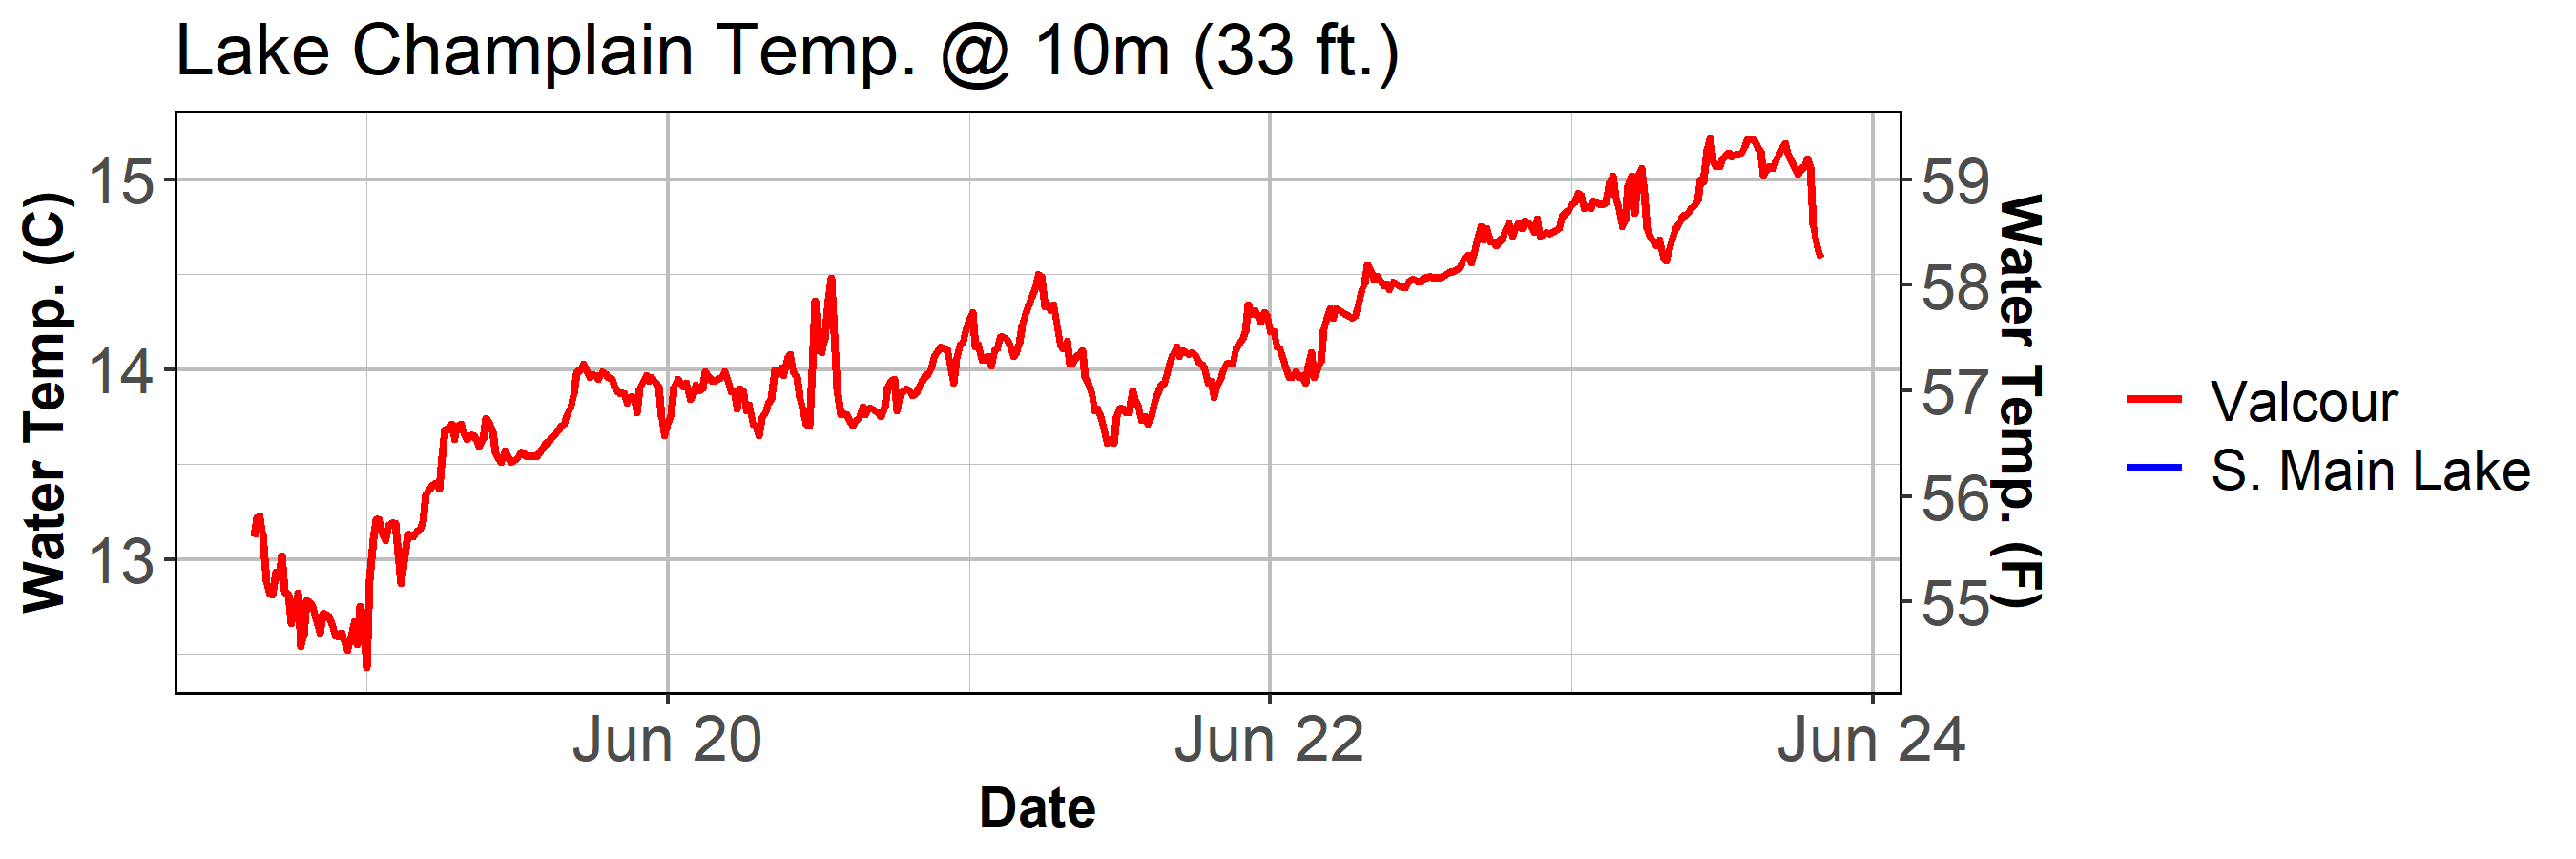 Lake Champlain Temp. @ 10m (33 ft.)
Water Temp. (C)
15
14
13
59
58
57
56
55
Water Temp. (F)
Jun 20
Jun 22
Jun 24
Date
Valcour
S. Main Lake